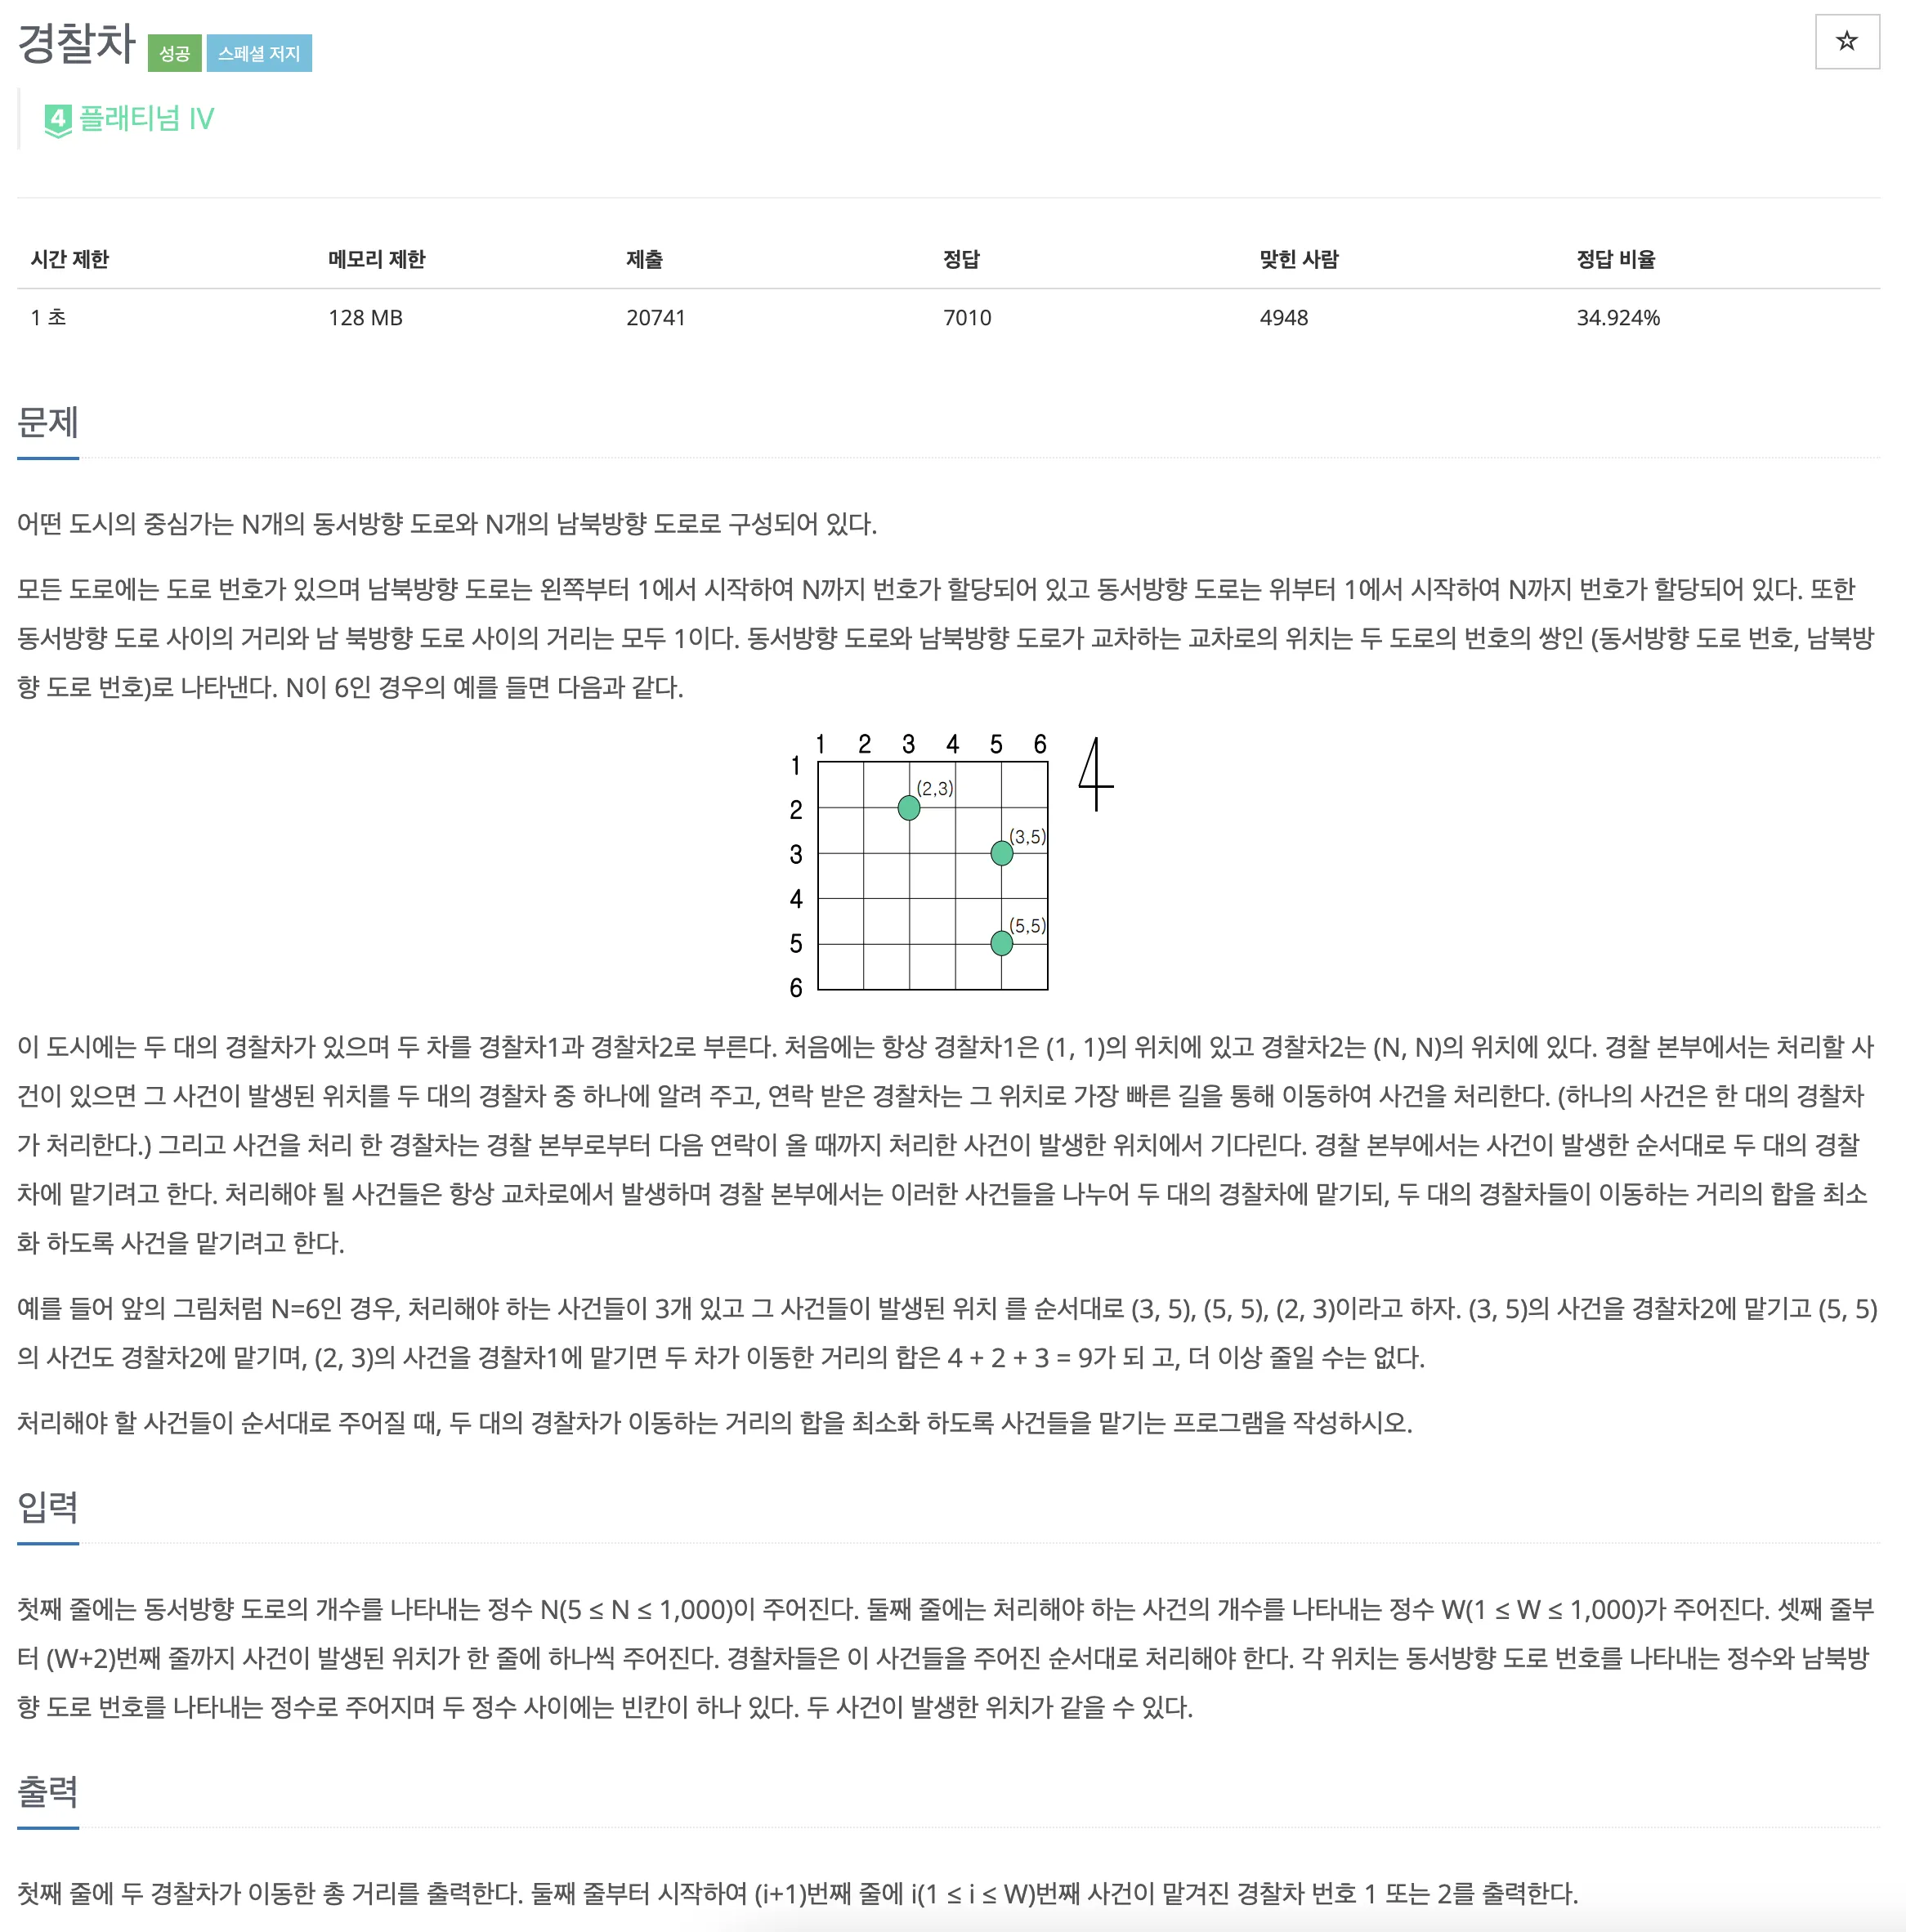 경찰차 성공 스페셜 저지
4 플래티넘 IV
시간 제한 메모리 제한 제출 정답 맞힌 사람 정답 비율
1 초 128 MB 20741 7010 4948 34.924%
문제
어떤 도시의 중심가는 N개의 동서방향 도로와 N개의 남북방향 도로로 구성되어 있다.
모든 도로에는 도로 번호가 있으며 남북방향 도로는 왼쪽부터 1에서 시작하여 N까지 번호가 할당되어 있고 동서방향 도로는 위부터 1에서 시작하여 N까지 번호가 할당되어 있다. 또한
동서방향 도로 사이의 거리와 남 북방향 도로 사이의 거리는 모두 1이다. 동서방향 도로와 남북방향 도로가 교차하는 교차로의 위치는 두 도로의 번호의 쌍인 (동서방향 도로 번호, 남북방
향 도로 번호)로 나타낸다. N이 6인 경우의 예를 들면 다음과 같다.
1 2 3 4 5 6
4
1
(2,3)
2
(3,5)
3
4
(5,5)
5
6
이 도시에는 두 대의 경찰차가 있으며 두 차를 경찰차1과 경찰차2로 부른다. 처음에는 항상 경찰차1은 (1, 1)의 위치에 있고 경찰차2는 (N, N)의 위치에 있다. 경찰 본부에서는 처리할 사
건이 있으면 그 사건이 발생된 위치를 두 대의 경찰차 중 하나에 알려 주고, 연락 받은 경찰차는 그 위치로 가장 빠른 길을 통해 이동하여 사건을 처리한다. (하나의 사건은 한 대의 경찰차
가 처리한다.) 그리고 사건을 처리 한 경찰차는 경찰 본부로부터 다음 연락이 올 때까지 처리한 사건이 발생한 위치에서 기다린다. 경찰 본부에서는 사건이 발생한 순서대로 두 대의 경찰
차에 맡기려고 한다. 처리해야 될 사건들은 항상 교차로에서 발생하며 경찰 본부에서는 이러한 사건들을 나누어 두 대의 경찰차에 맡기되, 두 대의 경찰차들이 이동하는 거리의 합을 최소
화 하도록 사건을 맡기려고 한다.
예를 들어 앞의 그림처럼 N=6인 경우, 처리해야 하는 사건들이 3개 있고 그 사건들이 발생된 위치 를 순서대로 (3, 5), (5, 5), (2, 3)이라고 하자. (3, 5)의 사건을 경찰차2에 맡기고 (5, 5)
의 사건도 경찰차2에 맡기며, (2, 3)의 사건을 경찰차1에 맡기면 두 차가 이동한 거리의 합은 4 + 2 + 3 = 9가 되 고, 더 이상 줄일 수는 없다.
처리해야 할 사건들이 순서대로 주어질 때, 두 대의 경찰차가 이동하는 거리의 합을 최소화 하도록 사건들을 맡기는 프로그램을 작성하시오.
입력
첫째 줄에는 동서방향 도로의 개수를 나타내는 정수 N(5 ≤ N ≤ 1,000)이 주어진다. 둘째 줄에는 처리해야 하는 사건의 개수를 나타내는 정수 W(1 ≤ W ≤ 1,000)가 주어진다. 셋째 줄부
터 (W+2)번째 줄까지 사건이 발생된 위치가 한 줄에 하나씩 주어진다. 경찰차들은 이 사건들을 주어진 순서대로 처리해야 한다. 각 위치는 동서방향 도로 번호를 나타내는 정수와 남북방
향 도로 번호를 나타내는 정수로 주어지며 두 정수 사이에는 빈칸이 하나 있다. 두 사건이 발생한 위치가 같을 수 있다.
출력
첫째 줄에 두 경찰차가 이동한 총 거리를 출력한다. 둘째 줄부터 시작하여 (i+1)번째 줄에 i(1 ≤ i ≤ W)번째 사건이 맡겨진 경찰차 번호 1 또는 2를 출력한다.